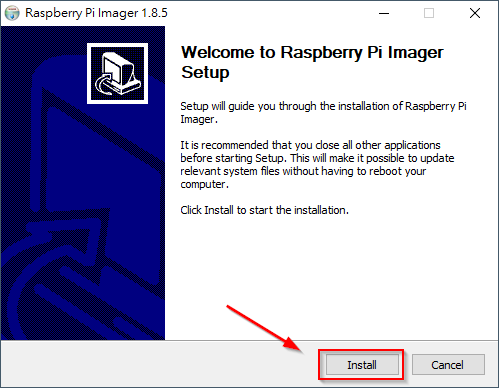 Raspberry Pi Imager 1.8.5
Welcome to Raspberry Pi Imager
Setup
Setup will guide you through the installation of Raspberry Pi
Imager.
It is recommended that you close all other applications
before starting Setup. This will make it possible to update
relevant system files without having to reboot your
computer.
Click Install to start the installation.
Install
Cancel